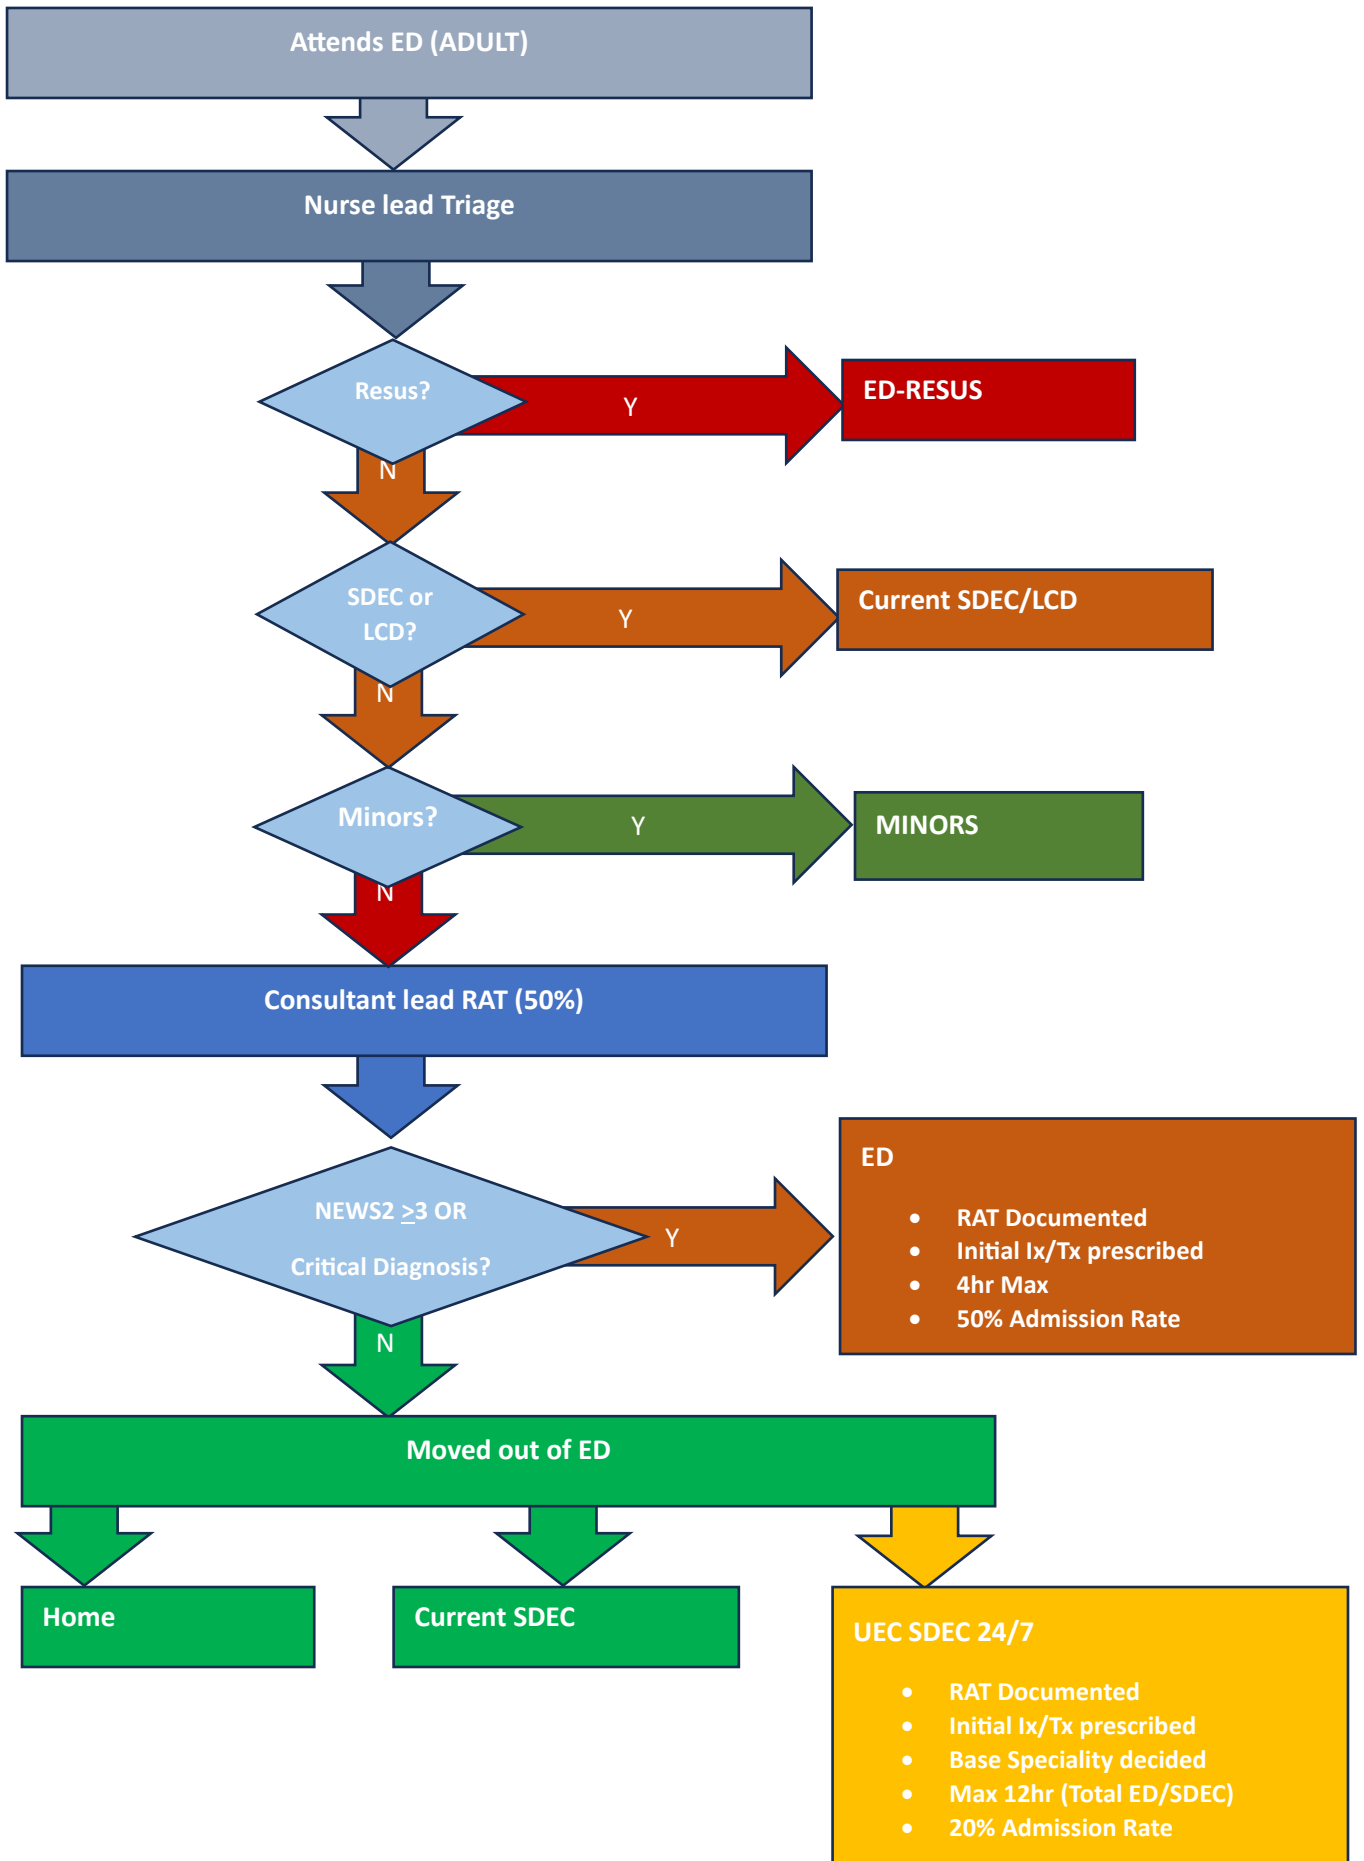 Attends ED (ADULT)
Nurse lead Triage
Resus?
Y
ED-RESUS
N
SDEC or
LCD?
Y
Current SDEC/LCD
N
Minors?
Y
MINORS
N
Consultant lead RAT (50%)
NEWS2 ≥3 OR
Critical Diagnosis?
Y
ED
• RAT Documented
• Initial Ix/Tx prescribed
• 4hr Max
• 50% Admission Rate
N
Moved out of ED
Home
Current SDEC
UEC SDEC 24/7
• RAT Documented
• Initial Ix/Tx prescribed
• Base Speciality decided
• Max 12hr (Total ED/SDEC)
• 20% Admission Rate